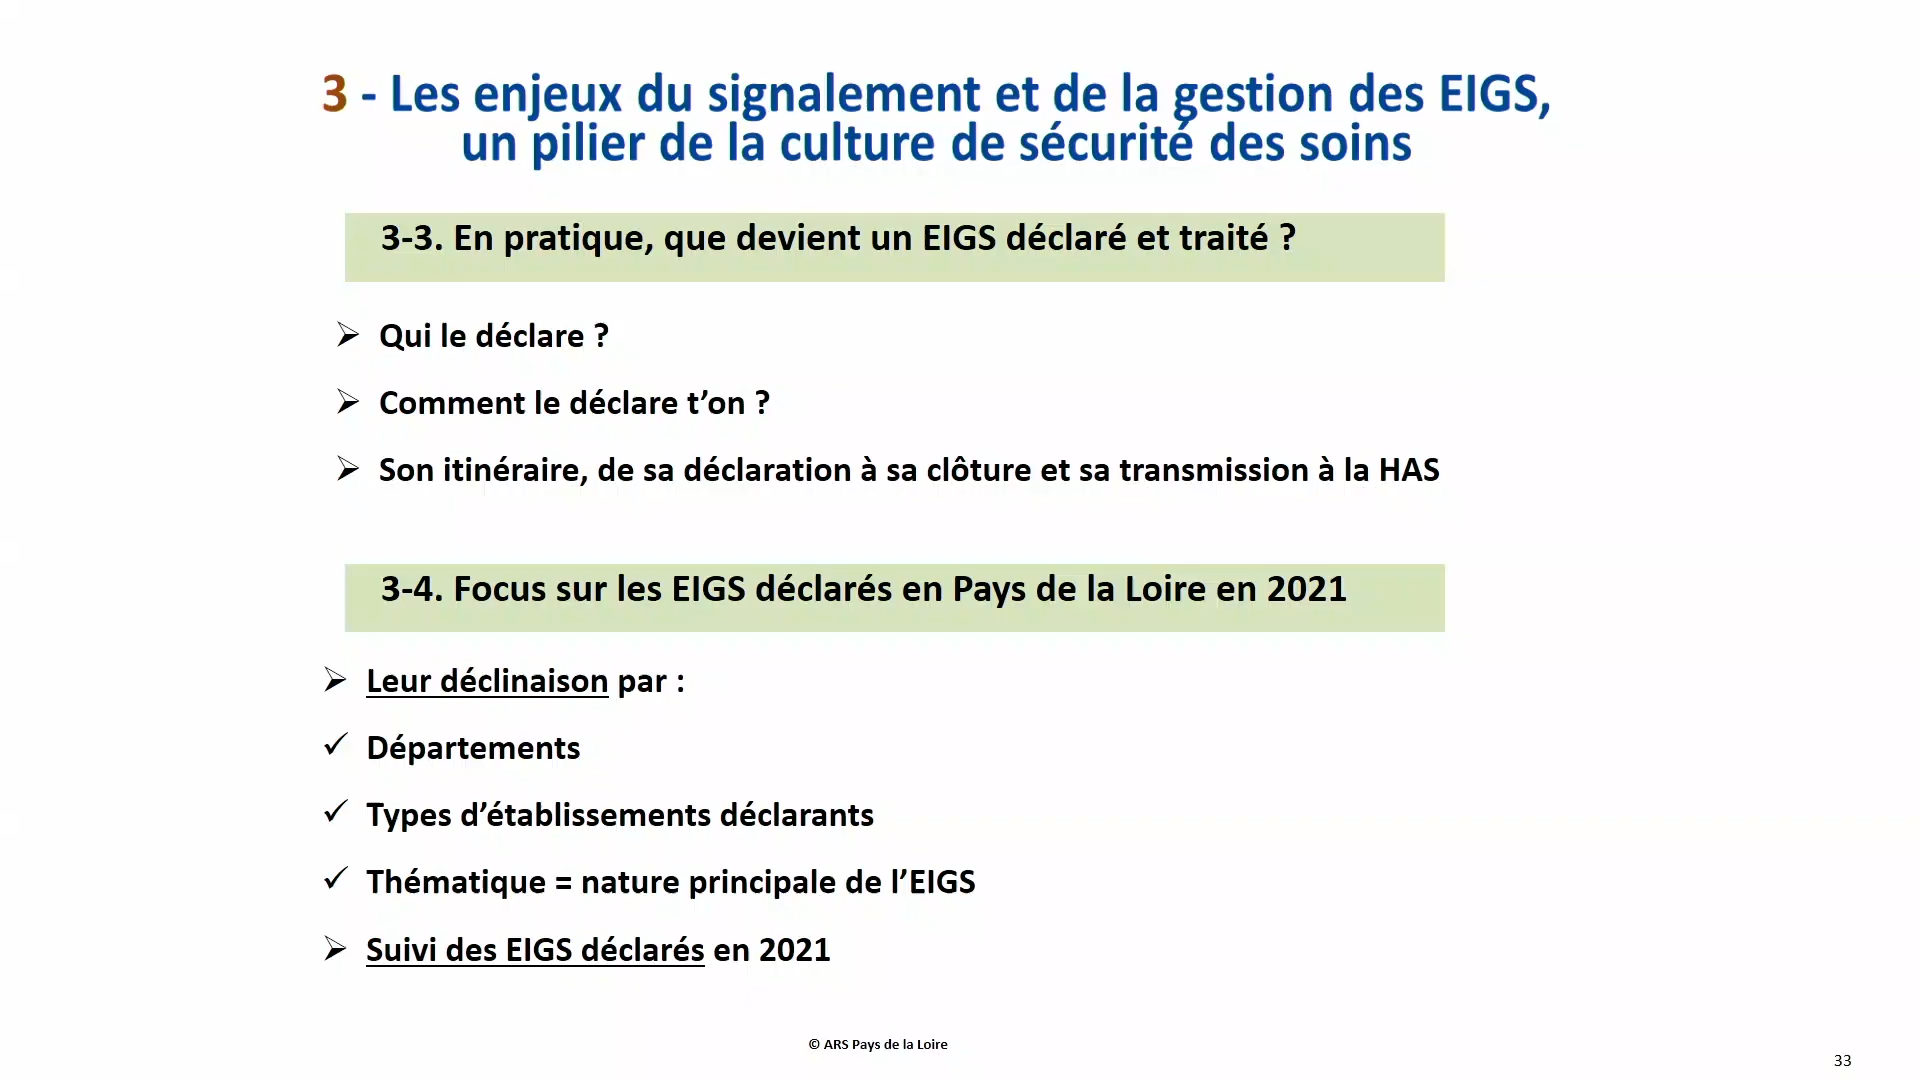 3 - Les enjeux du signalement et de la gestion des EIGS,
un pilier de la culture de sécurité des soins
3-3. En pratique, que devient un EIGS déclaré et traité ?
➢ Qui le déclare ?
➢ Comment le déclare t’on ?
➢ Son itinéraire, de sa déclaration à sa clôture et sa transmission à la HAS
3-4. Focus sur les EIGS déclarés en Pays de la Loire en 2021
➢ Leur déclinaison par :
✓ Départements
✓ Types d’établissements déclarants
✓ Thématique = nature principale de l’EIGS
➢ Suivi des EIGS déclarés en 2021
© ARS Pays de la Loire
33